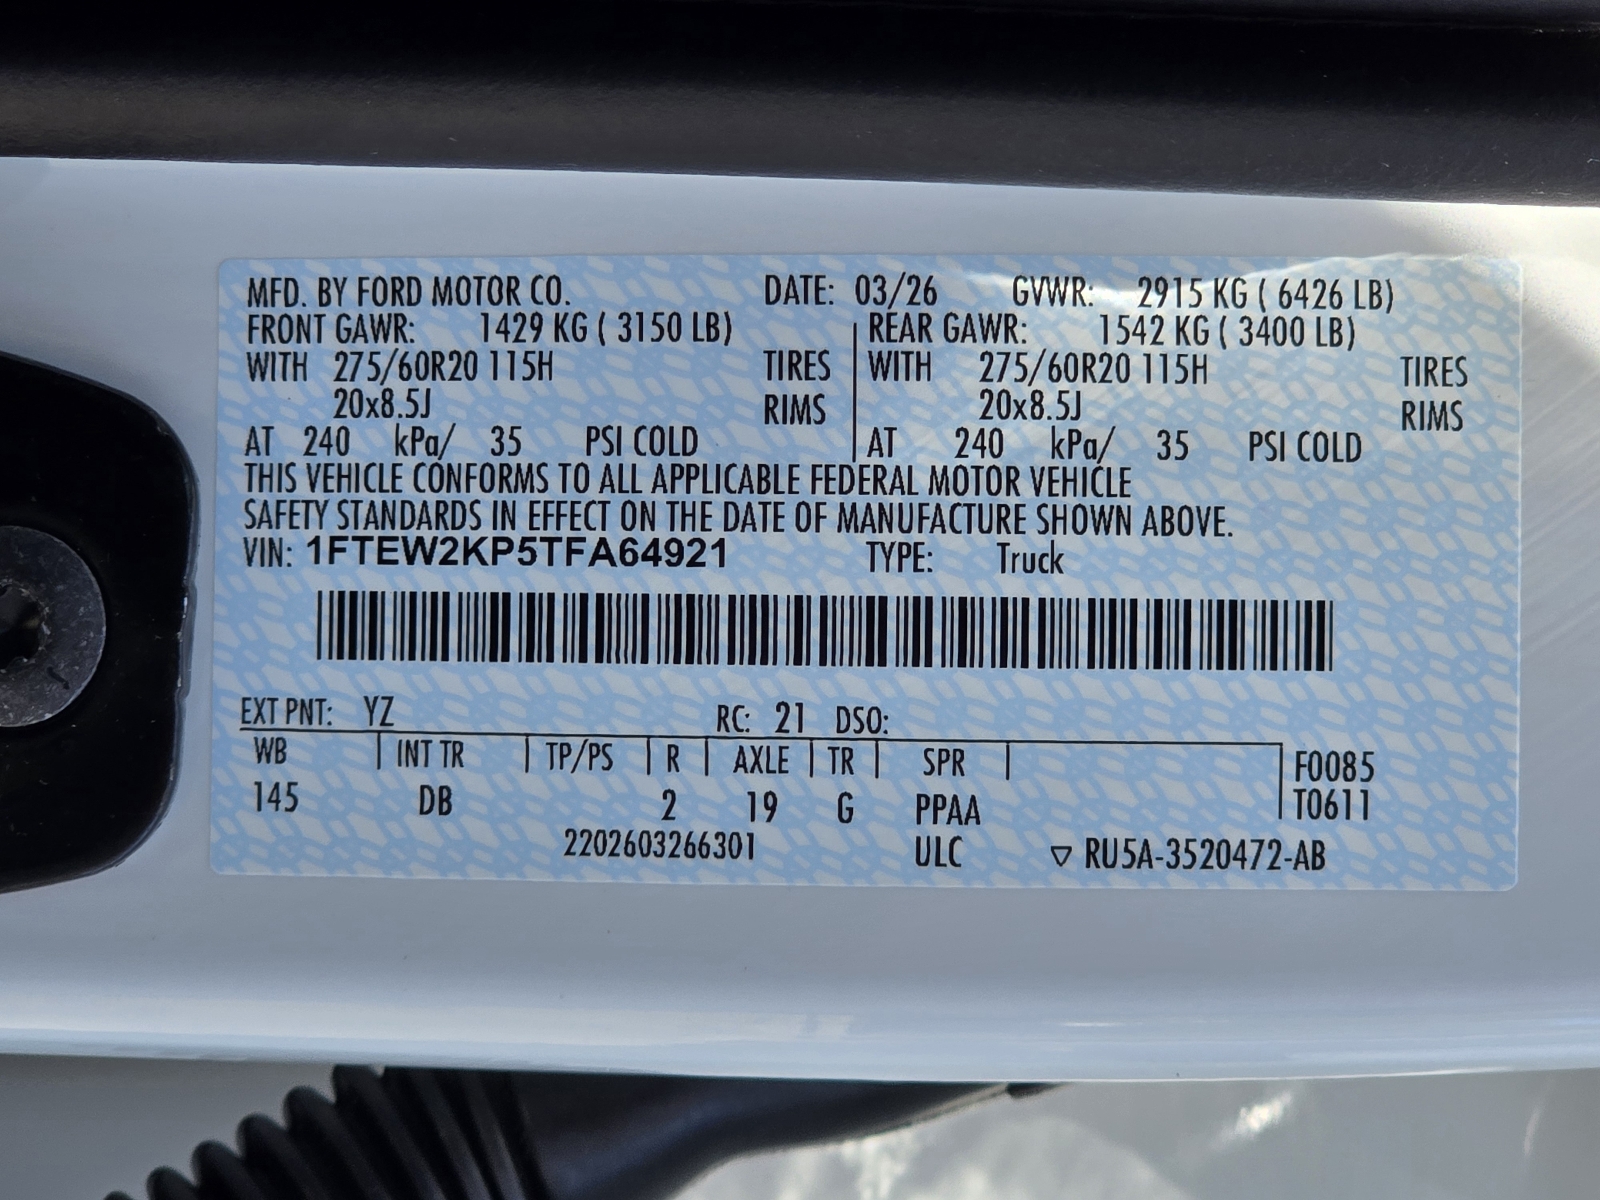 MFD. BY FORD MOTOR CO. DATE: 03/26 GVWR: 2915 KG ( 6426 LB)
FRONT GAWR: 1429 KG ( 3150 LB) REAR GAWR: 1542 KG ( 3400 LB)
WITH 275/60R20 115H TIRES WITH 275/60R20 115H TIRES
20x8.5J RIMS 20x8.5J RIMS
AT 240 kPa/ 35 PSI COLD AT 240 kPa/ 35 PSI COLD
THIS VEHICLE CONFORMS TO ALL APPLICABLE FEDERAL MOTOR VEHICLE
SAFETY STANDARDS IN EFFECT ON THE DATE OF MANUFACTURE SHOWN ABOVE.
VIN: 1FTEW2KP5TFA64921 TYPE: Truck
EXT PNT: YZ RC: 21 DSO:
WB INT TR TP/PS R AXLE TR SPR F0085
145 DB 2 19 G PPAA T0611
2202603266301 ULC ▽ RU5A-3520472-AB